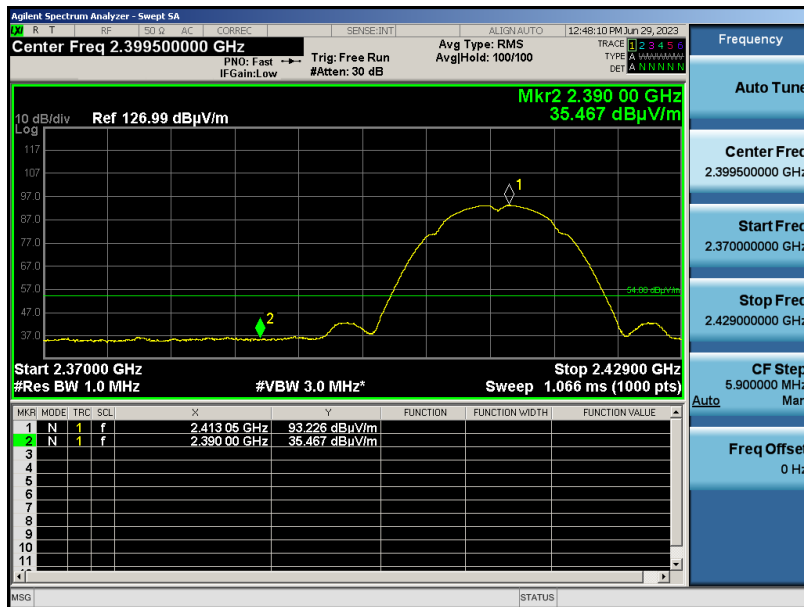 Agilent Spectrum Analyzer - Swept SA
LXI R T RF 50 Ω AC CORREC SENSE:INT ALIGN AUTO 12:48:10 PM Jun 29, 2023
Center Freq 2.399500000 GHz
PNO: Fast
IFGain:Low
Trig: Free Run
#Atten: 30 dB
Avg Type: RMS
Avg|Hold: 100/100
TRACE 1 2 3 4 5 6
TYPE A WWWWW
DET A N N N N N
Mkr2 2.390 00 GHz
35.467 dBµV/m
10 dB/div Ref 126.99 dBµV/m
Log
117
107
97.0
87.0
77.0
67.0
57.0
47.0
37.0
1
2
54.00 dBµV/m
Start 2.37000 GHz Stop 2.42900 GHz
#Res BW 1.0 MHz #VBW 3.0 MHz* Sweep 1.066 ms (1000 pts)
MKR MODE TRC SCL X Y FUNCTION FUNCTION WIDTH FUNCTION VALUE
1 N 1 f 2.413 05 GHz 93.226 dBµV/m
2 N 1 f 2.390 00 GHz 35.467 dBµV/m
3
4
5
6
7
8
9
10
11
MSG STATUS
Frequency
Auto Tune
Center Freq
2.399500000 GHz
Start Freq
2.370000000 GHz
Stop Freq
2.429000000 GHz
CF Step
5.900000 MHz
Auto Man
Freq Offset
0 Hz